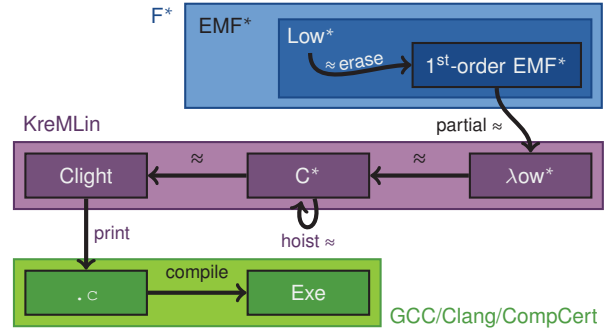 F*
EMF*
Low*
≈ erase
1st-order EMF*
partial ≈
KreMLin
Clight
≈
C*
≈
λow*
print
hoist ≈
.c
compile
Exe
GCC/Clang/CompCert